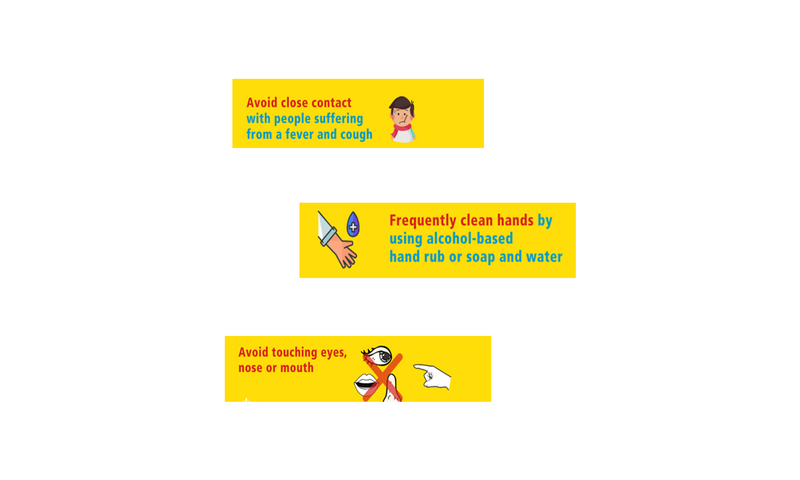 Avoid close contact
with people suffering
from a fever and cough
Frequently clean hands by
using alcohol-based
hand rub or soap and water
Avoid touching eyes,
nose or mouth